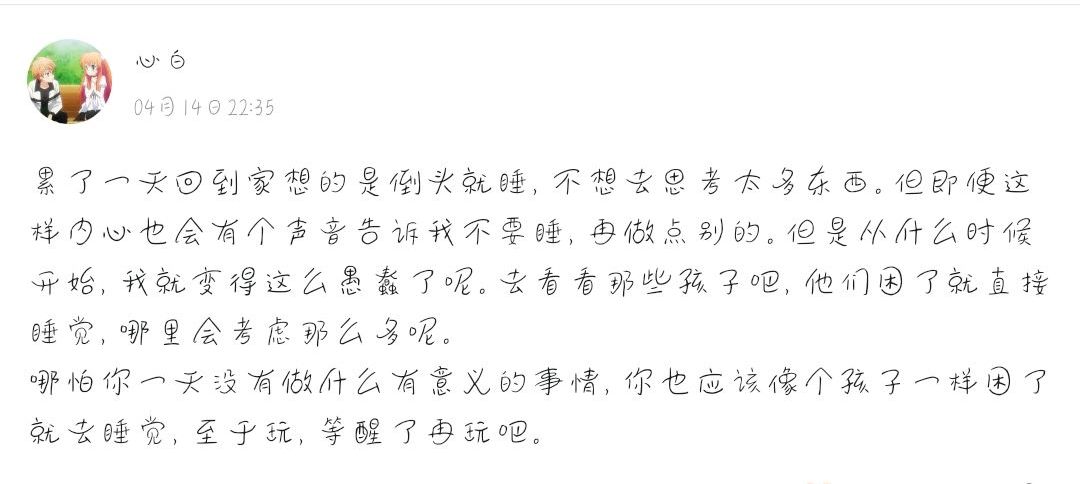 心白
04月14日 22:35
累了一天回到家想的是倒头就睡,不想去思考太多东西。但即便这
样内心也会有个声音告诉我不要睡,再做点别的。但是从什么时候
开始,我就变得这么愚蠢了呢。去看看那些孩子吧,他们困了就直接
睡觉,哪里会考虑那么多呢。
哪怕你一天没有做什么有意义的事情,你也应该像个孩子一样困了
就去睡觉,至于玩,等醒了再玩吧。